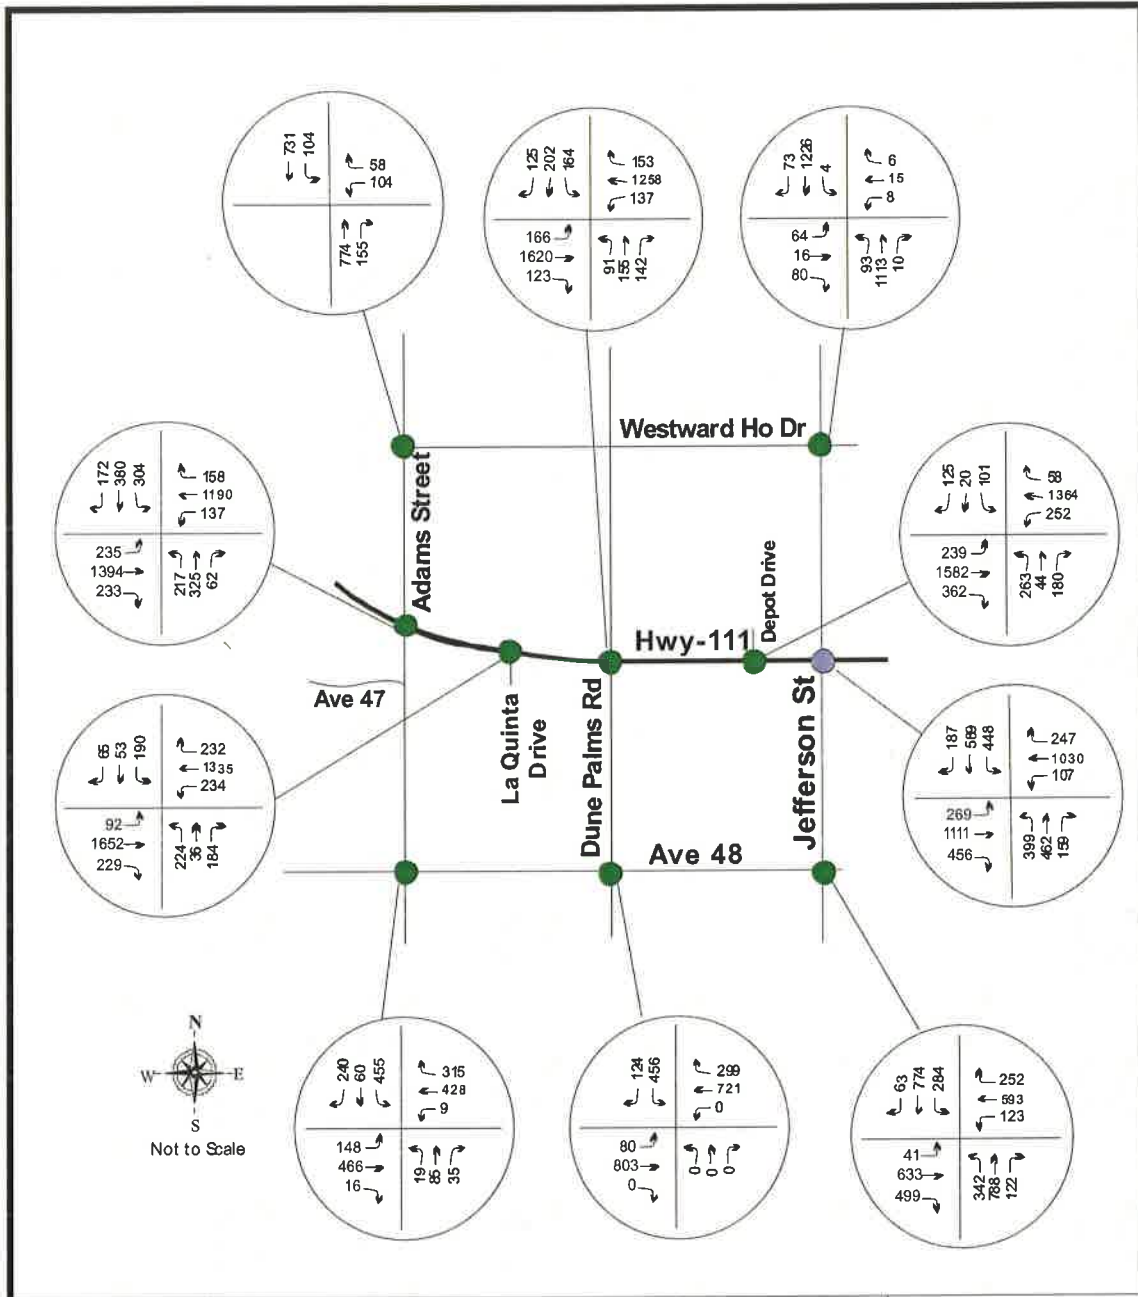 731 104
58
104
774 155
125 202 164
153
1258
137
166
1620
123
91 155 142
73 1226 4
6
15
8
64
16
80
93 1113 10
Westward Ho Dr
172 380 304
158
1190
137
235
1394
233
217 325 62
Adams Street
125 20 101
58
1364
252
239
1582
362
263 44 180
Depot Drive
Hwy-111
Ave 47
La Quinta
Drive
Dune Palms Rd
Jefferson St
65 53 190
232
1335
234
92
1652
229
224 36 184
187 589 448
247
1030
107
269
1111
456
399 462 159
Ave 48
N
W E
S
Not to Scale
240 60 455
315
428
9
148
466
16
19 85 35
124 456
299
721
0
80
803
0
0 0 0
63 774 284
252
593
123
41
633
499
342 788 122